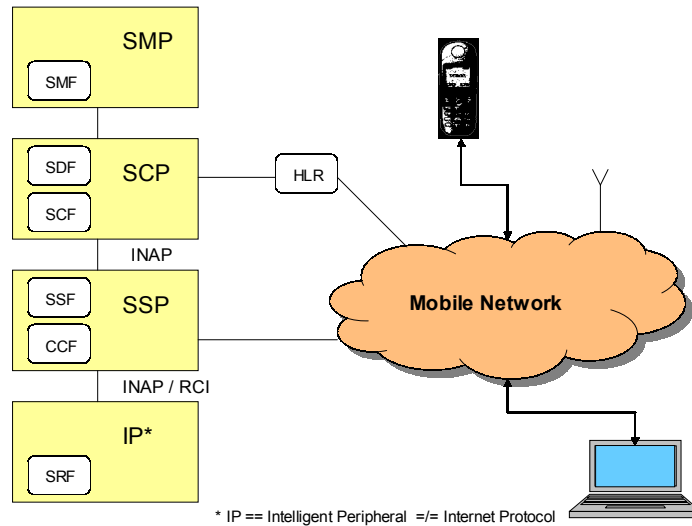 SMP
SMF
SCP
SDF
SCF
HLR
INAP
SSP
SSF
CCF
Mobile Network
INAP / RCI
IP*
SRF
* IP == Intelligent Peripheral =/= Internet Protocol